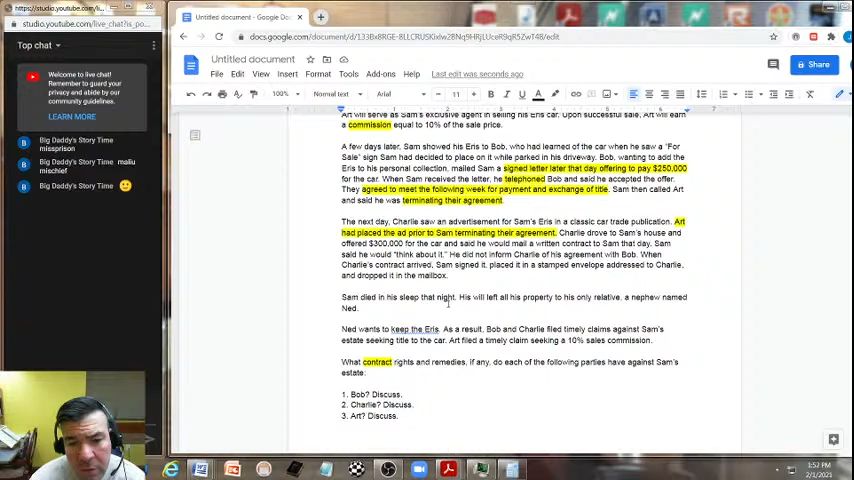 https://studio.youtube.com/live_chat?is_po...
Top chat
Welcome to live chat!
Remember to guard your
privacy and abide by our
community guidelines.
LEARN MORE
Big Daddy's Story Time
misprision
Big Daddy's Story Time maliu
mischief
Big Daddy's Story Time
Untitled document - Google Doc
Untitled document
File Edit View Insert Format Tools Add-ons Help Last edit was seconds ago
Share
100% Normal text Arial 11
Art will serve as Sam's exclusive agent in selling his Eris car. Upon successful sale, Art will earn
a commission equal to 10% of the sale price.
A few days later, Sam showed his Eris to Bob, who had learned of the car when he saw a "For
Sale" sign Sam had decided to place on it while parked in his driveway. Bob, wanting to add the
Eris to his personal collection, mailed Sam a signed letter later that day offering to pay $250,000
for the car. When Sam received the letter, he telephoned Bob and said he accepted the offer.
They agreed to meet the following week for payment and exchange of title. Sam then called Art
and said he was terminating their agreement.
The next day, Charlie saw an advertisement for Sam's Eris in a classic car trade publication. Art
had placed the ad prior to Sam terminating their agreement. Charlie drove to Sam's house and
offered $300,000 for the car and said he would mail a written contract to Sam that day. Sam
said he would "think about it." He did not inform Charlie of his agreement with Bob. When
Charlie's contract arrived, Sam signed it, placed it in a stamped envelope addressed to Charlie,
and dropped it in the mailbox.
Sam died in his sleep that night. His will left all his property to his only relative, a nephew named
Ned.
Ned wants to keep the Eris. As a result, Bob and Charlie filed timely claims against Sam's
estate seeking title to the car. Art filed a timely claim seeking a 10% sales commission.
What contract rights and remedies, if any, do each of the following parties have against Sam's
estate:
1. Bob? Discuss.
2. Charlie? Discuss.
3. Art? Discuss.
1:52 PM
2/1/2021